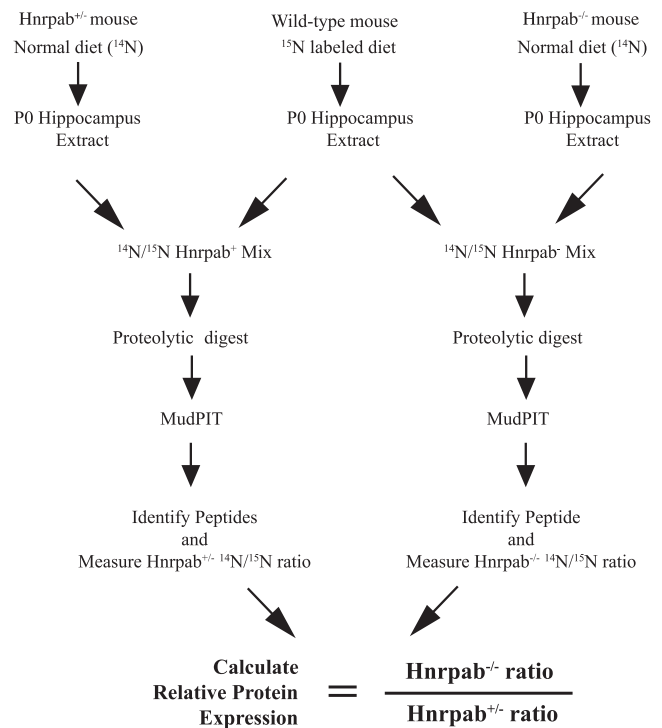 Hnrpab⁺/⁻ mouse
Normal diet (¹⁴N)
P0 Hippocampus
Extract
Wild-type mouse
¹⁵N labeled diet
P0 Hippocampus
Extract
Hnrpab⁻/⁻ mouse
Normal diet (¹⁴N)
P0 Hippocampus
Extract
¹⁴N/¹⁵N Hnrpab⁺ Mix
Proteolytic digest
MudPIT
Identify Peptides
and
Measure Hnrpab⁺/⁻ ¹⁴N/¹⁵N ratio
¹⁴N/¹⁵N Hnrpab⁻ Mix
Proteolytic digest
MudPIT
Identify Peptide
and
Measure Hnrpab⁻/⁻ ¹⁴N/¹⁵N ratio
Calculate
Relative Protein
Expression
=
Hnrpab⁻/⁻ ratio
Hnrpab⁺/⁻ ratio